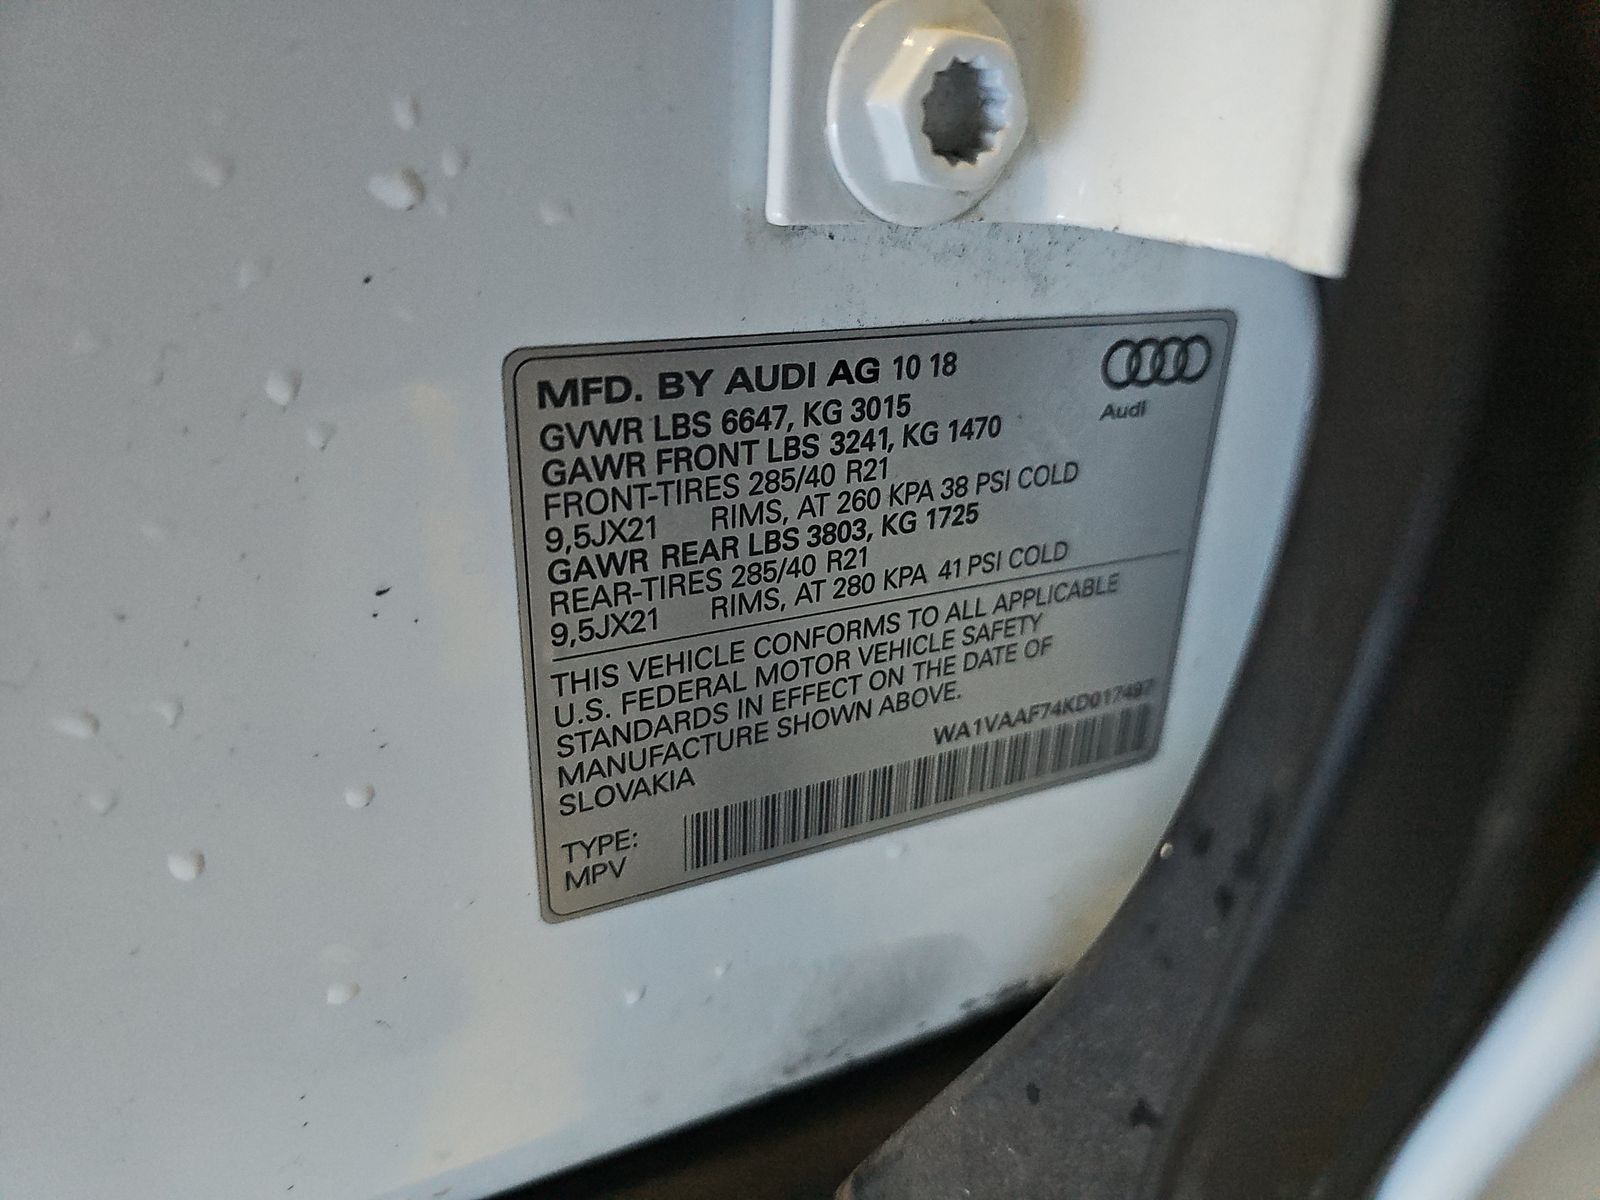 MFD. BY AUDI AG 10 18
GVWR LBS 6647, KG 3015
GAWR FRONT LBS 3241, KG 1470
FRONT-TIRES 285/40 R21
9,5JX21 RIMS, AT 260 KPA 38 PSI COLD
GAWR REAR LBS 3803, KG 1725
REAR-TIRES 285/40 R21
9,5JX21 RIMS, AT 280 KPA 41 PSI COLD
Audi
THIS VEHICLE CONFORMS TO ALL APPLICABLE
U.S. FEDERAL MOTOR VEHICLE SAFETY
STANDARDS IN EFFECT ON THE DATE OF
MANUFACTURE SHOWN ABOVE.
SLOVAKIA
WA1VAAF74KD017497
TYPE:
MPV